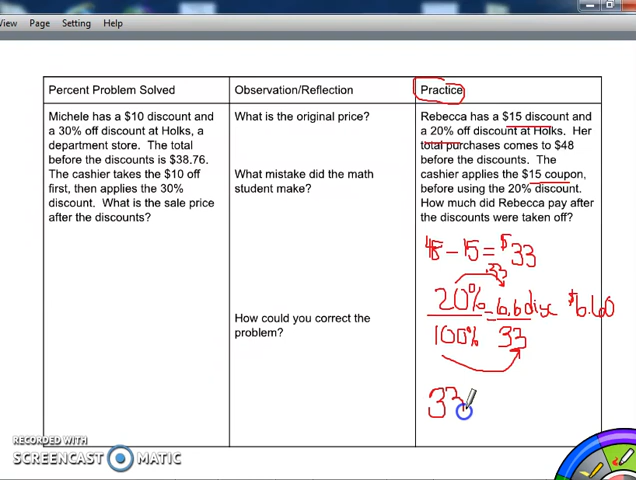 View Page Setting Help
Percent Problem Solved
Michele has a $10 discount and
a 30% off discount at Holks, a
department store. The total
before the discounts is $38.76.
The cashier takes the $10 off
first, then applies the 30%
discount. What is the sale price
after the discounts?
Observation/Reflection
What is the original price?
What mistake did the math
student make?
How could you correct the
problem?
Practice
Rebecca has a $15 discount and
a 20% off discount at Holks. Her
total purchases comes to $48
before the discounts. The
cashier applies the $15 coupon,
before using the 20% discount.
How much did Rebecca pay after
the discounts were taken off?
48 - 15 = $33
.33
20% = 6.6 disc $6.60
100% 33
33
RECORDED WITH
SCREENCAST MATIC